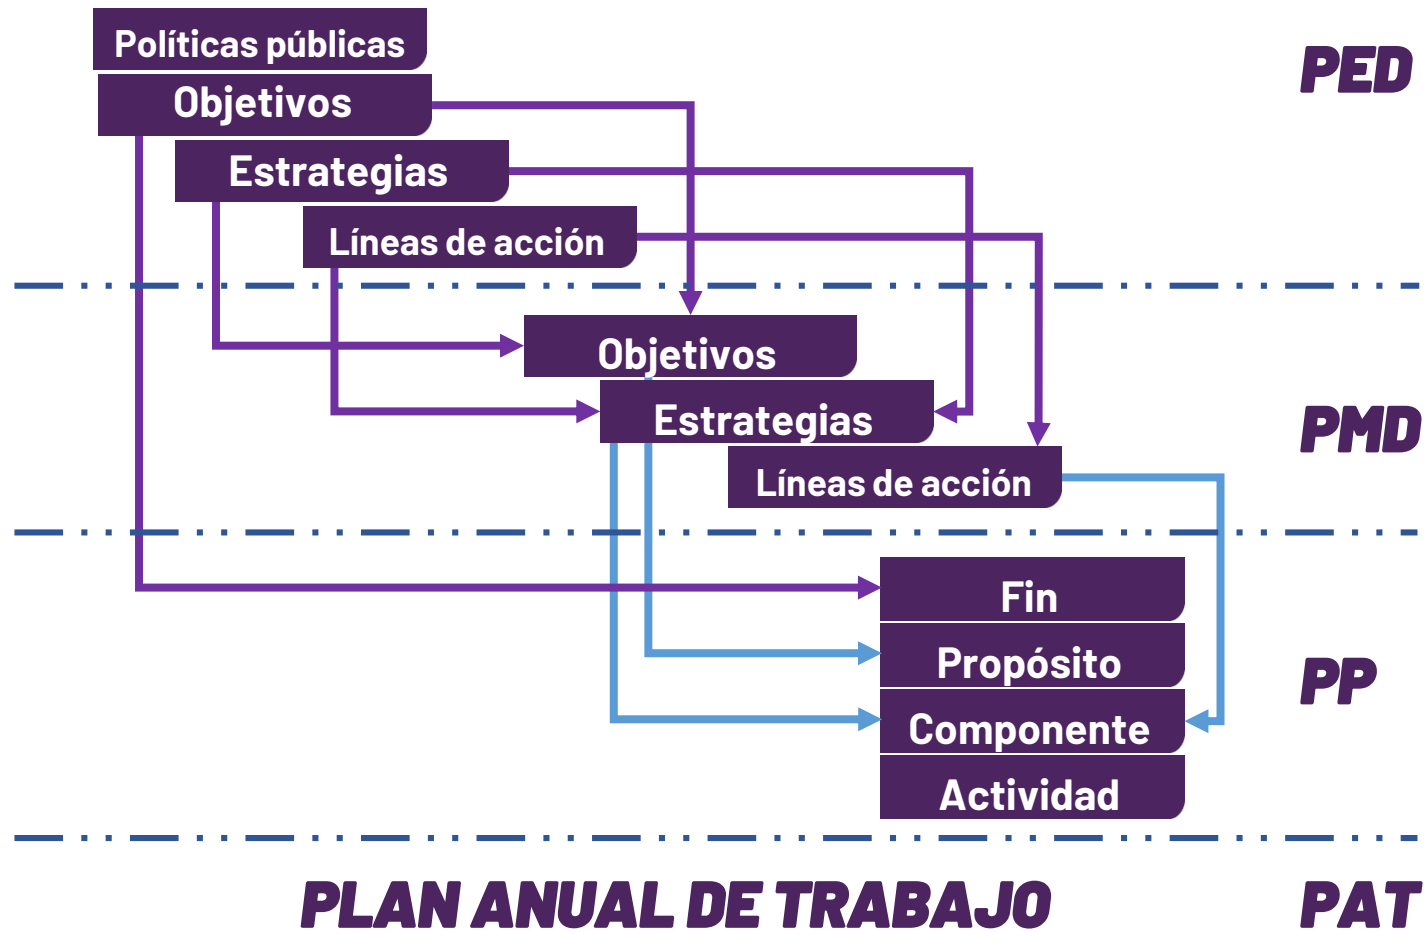 Políticas públicas
PED
Objetivos
Estrategias
Líneas de acción
Objetivos
Estrategias
PMD
Líneas de acción
Fin
Propósito
PP
Componente
Actividad
PLAN ANUAL DE TRABAJO
PAT